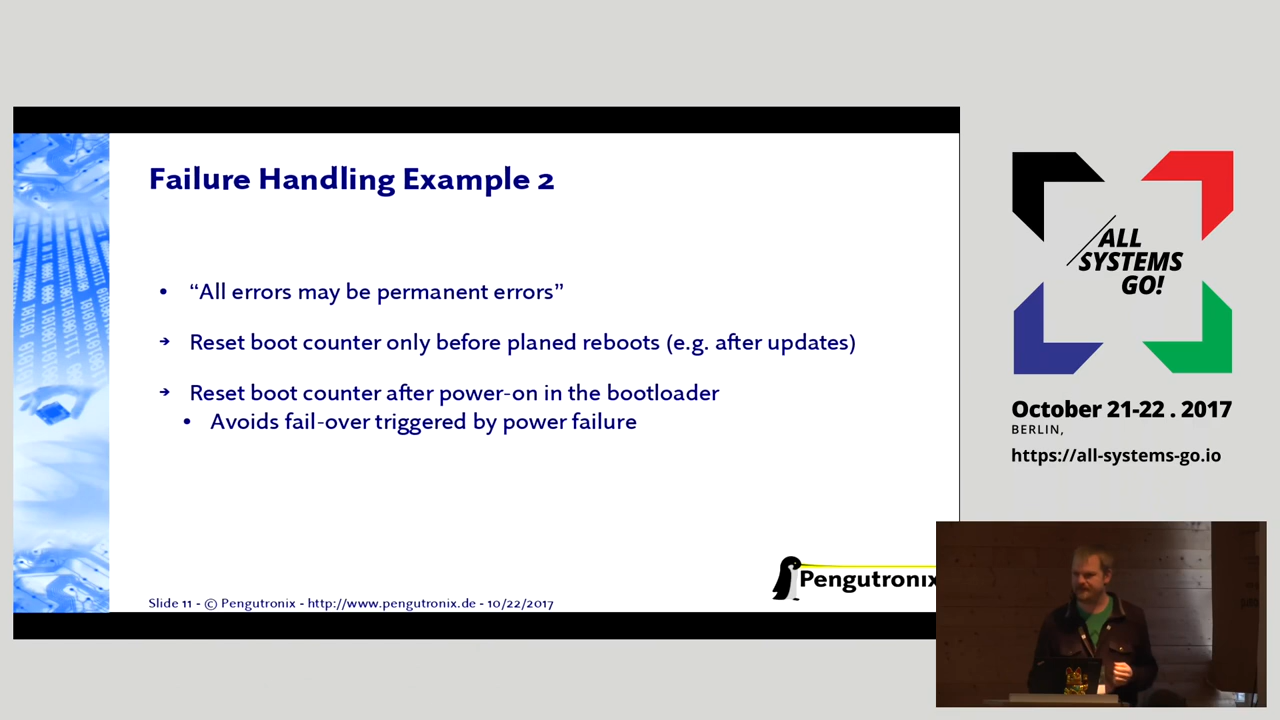 Failure Handling Example 2
• “All errors may be permanent errors”
→ Reset boot counter only before planed reboots (e.g. after updates)
→ Reset boot counter after power-on in the bootloader
• Avoids fail-over triggered by power failure
Pengutronix
Slide 11 - © Pengutronix - http://www.pengutronix.de - 10/22/2017
/ALL
SYSTEMS
GO!
October 21-22 . 2017
BERLIN,
https://all-systems-go.io